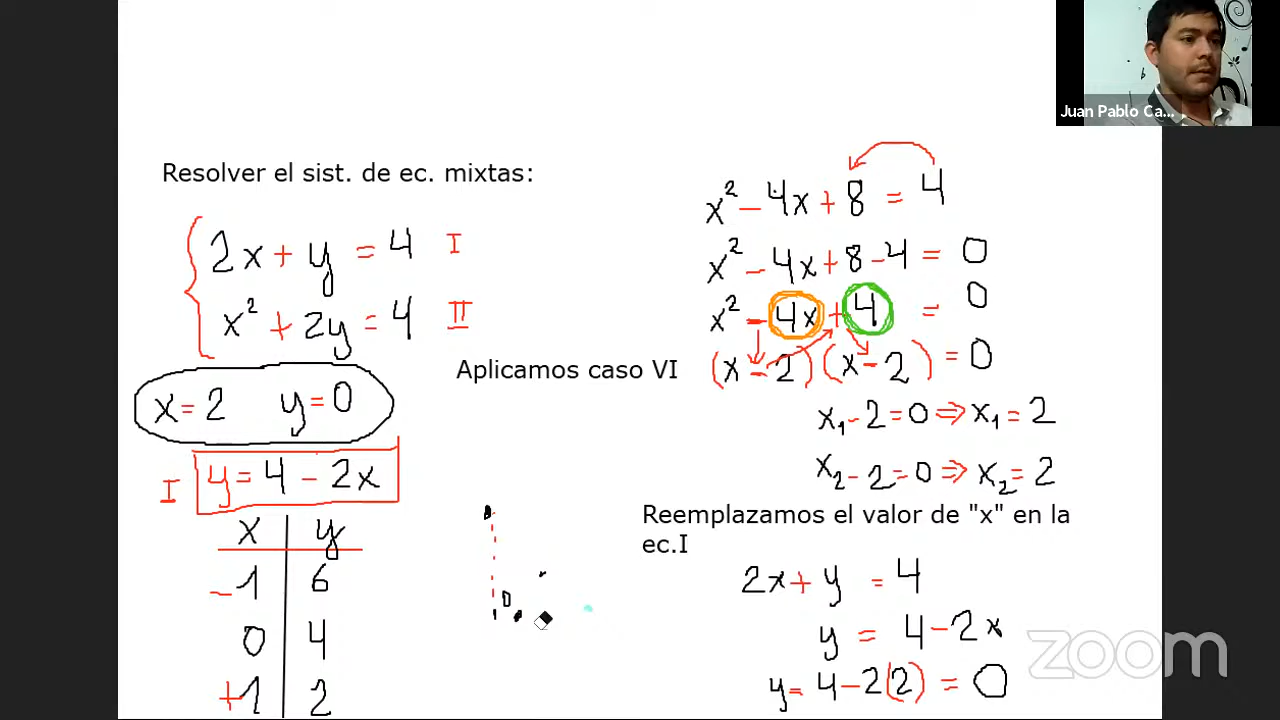 Juan Pablo Ca...
Resolver el sist. de ec. mixtas:
2x + y = 4 I
x² + 2y = 4 II
x = 2 y = 0
I y = 4 - 2x
x y
-1 6
0 4
+1 2
Aplicamos caso VI
x² - 4x + 8 = 4
x² - 4x + 8 - 4 = 0
x² - 4x + 4 = 0
(x - 2)(x - 2) = 0
x₁ - 2 = 0 ⇒ x₁ = 2
x₂ - 2 = 0 ⇒ x₂ = 2
Reemplazamos el valor de "x" en la
ec.I
2x + y = 4
y = 4 - 2x
y = 4 - 2(2) = 0
zoom